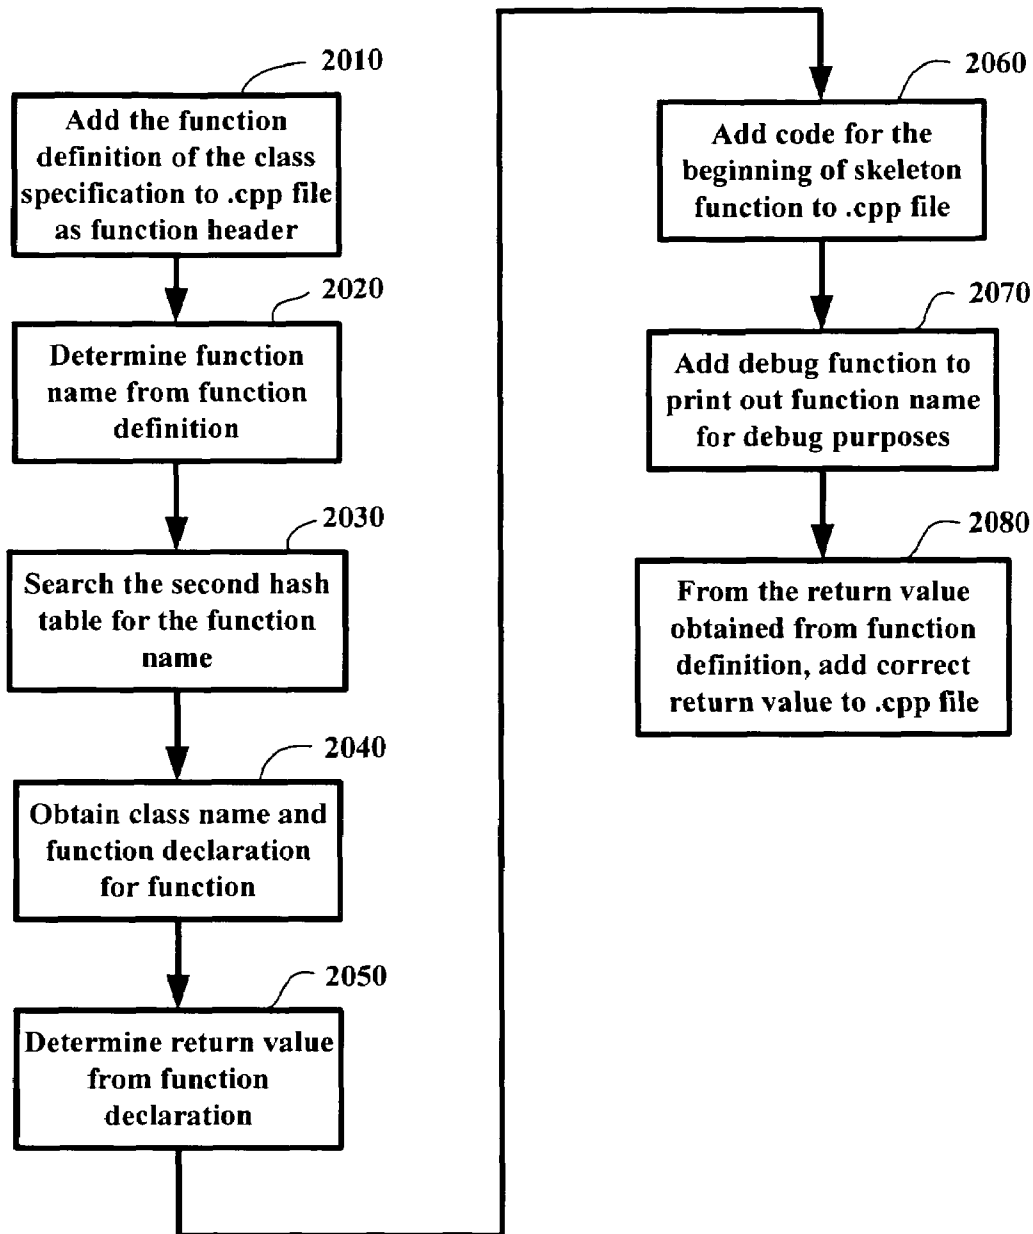 2010
Add the function
definition of the class
specification to .cpp file
as function header
2020
Determine function
name from function
definition
2030
Search the second hash
table for the function
name
2040
Obtain class name and
function declaration
for function
2050
Determine return value
from function
declaration
2060
Add code for the
beginning of skeleton
function to .cpp file
2070
Add debug function to
print out function name
for debug purposes
2080
From the return value
obtained from function
definition, add correct
return value to .cpp file